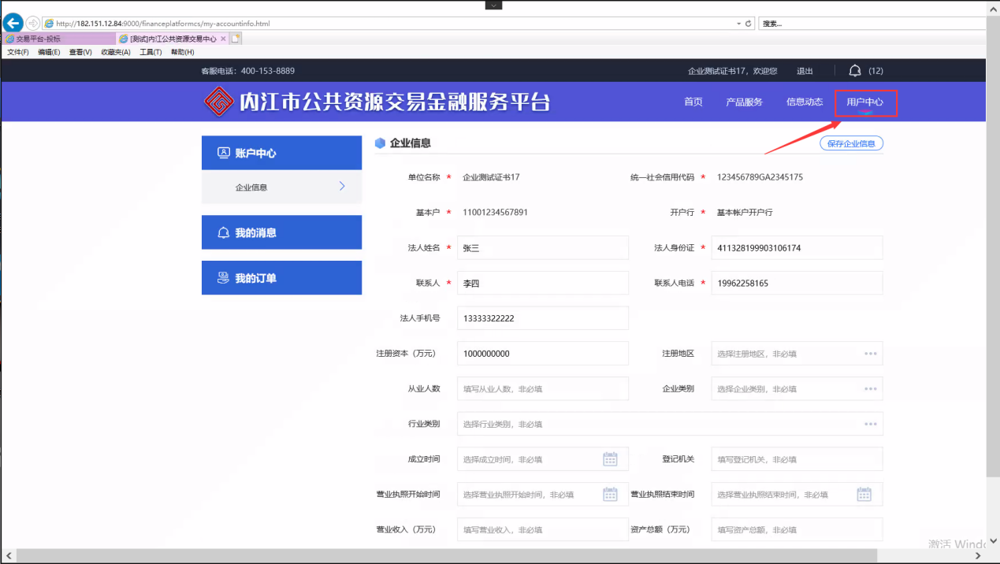 http://182.151.12.84:9000/financeplatformcs/my-accountinfo.html
搜索...
交易平台-投标
[测试]内江公共资源交易中心
文件(F) 编辑(E) 查看(V) 收藏夹(A) 工具(T) 帮助(H)
客服电话：400-153-8889 企业测试证书17，欢迎您 退出 (12)
内江市公共资源交易金融服务平台 首页 产品服务 信息动态 用户中心
账户中心
企业信息
我的消息
我的订单
企业信息 保存企业信息
单位名称 * 企业测试证书17 统一社会信用代码 * 123456789GA2345175
基本户 * 11001234567891 开户行 * 基本帐户开户行
法人姓名 * 张三 法人身份证 * 411328199903106174
联系人 * 李四 联系人电话 * 19962258165
法人手机号 13333322222
注册资本（万元） 1000000000 注册地区 选择注册地区，非必填
从业人数 填写从业人数，非必填 企业类别 选择企业类别，非必填
行业类别 选择行业类别，非必填
成立时间 选择成立时间，非必填 登记机关 填写登记机关，非必填
营业执照开始时间 选择营业执照开始时间，非必填 营业执照结束时间 选择营业执照结束时间，非必填
营业收入（万元） 填写营业收入，非必填 资产总额（万元） 填写资产总额，非必填
激活 Windo